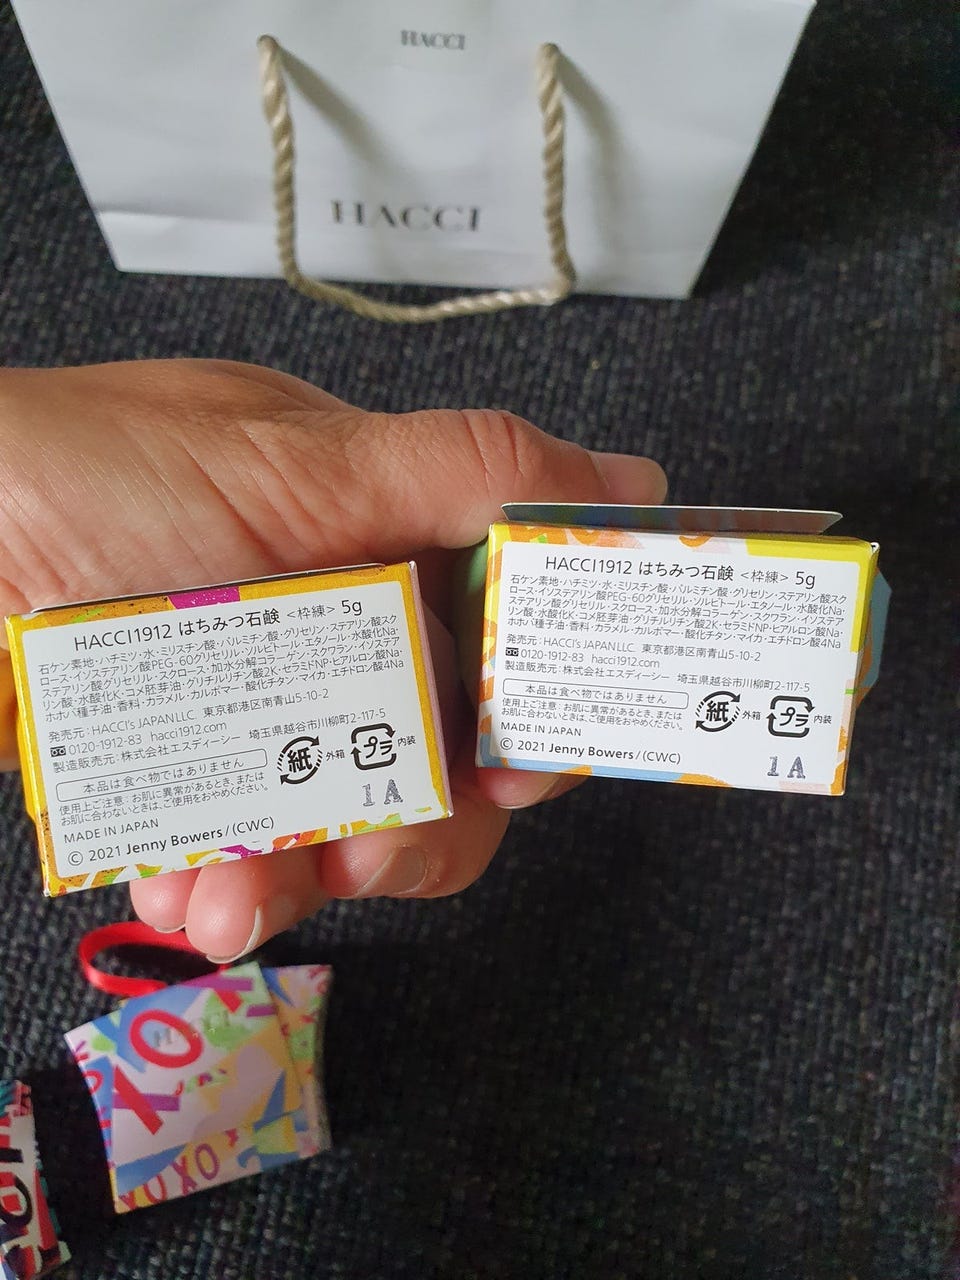 HACCI
HACCI
HACCI1912 はちみつ石鹸 <枠練> 5g
石ケン素地・ハチミツ・水・ミリスチン酸・パルミチン酸・グリセリン・ステアリン酸スク
ロース・イソステアリン酸PEG-60グリセリル・ソルビトール・エタノール・水酸化Na・
ステアリン酸グリセリル・スクロース・加水分解コラーゲン・スクワラン・イソステア
リン酸・水酸化K・コメ胚芽油・グリチルリチン酸2K・セラミドNP・ヒアルロン酸Na・
ホホバ種子油・香料・カラメル・カルボマー・酸化チタン・マイカ・エチドロン酸4Na
発売元：HACCI's JAPAN LLC 東京都港区南青山5-10-2
0120-1912-83 hacci1912.com
製造販売元：株式会社エスディーシー 埼玉県越谷市川柳町2-117-5
本品は食べ物ではありません
使用上ご注意：お肌に異常があるとき、または
お肌に合わないときは、ご使用をおやめください。
紙 外箱 プラ 内装
MADE IN JAPAN
© 2021 Jenny Bowers / (CWC)
1A
HACCI1912 はちみつ石鹸 <枠練> 5g
石ケン素地・ハチミツ・水・ミリスチン酸・パルミチン酸・グリセリン・ステアリン酸スク
ロース・イソステアリン酸PEG-60グリセリル・ソルビトール・エタノール・水酸化Na・
ステアリン酸グリセリル・スクロース・加水分解コラーゲン・スクワラン・イソステア
リン酸・水酸化K・コメ胚芽油・グリチルリチン酸2K・セラミドNP・ヒアルロン酸Na・
ホホバ種子油・香料・カラメル・カルボマー・酸化チタン・マイカ・エチドロン酸4Na
発売元：HACCI's JAPAN LLC 東京都港区南青山5-10-2
0120-1912-83 hacci1912.com
製造販売元：株式会社エスディーシー 埼玉県越谷市川柳町2-117-5
本品は食べ物ではありません
使用上ご注意：お肌に異常があるとき、または
お肌に合わないときは、ご使用をおやめください。
紙 外箱 プラ 内装
MADE IN JAPAN
© 2021 Jenny Bowers / (CWC)
1A
XOX
HACCI
XOXO